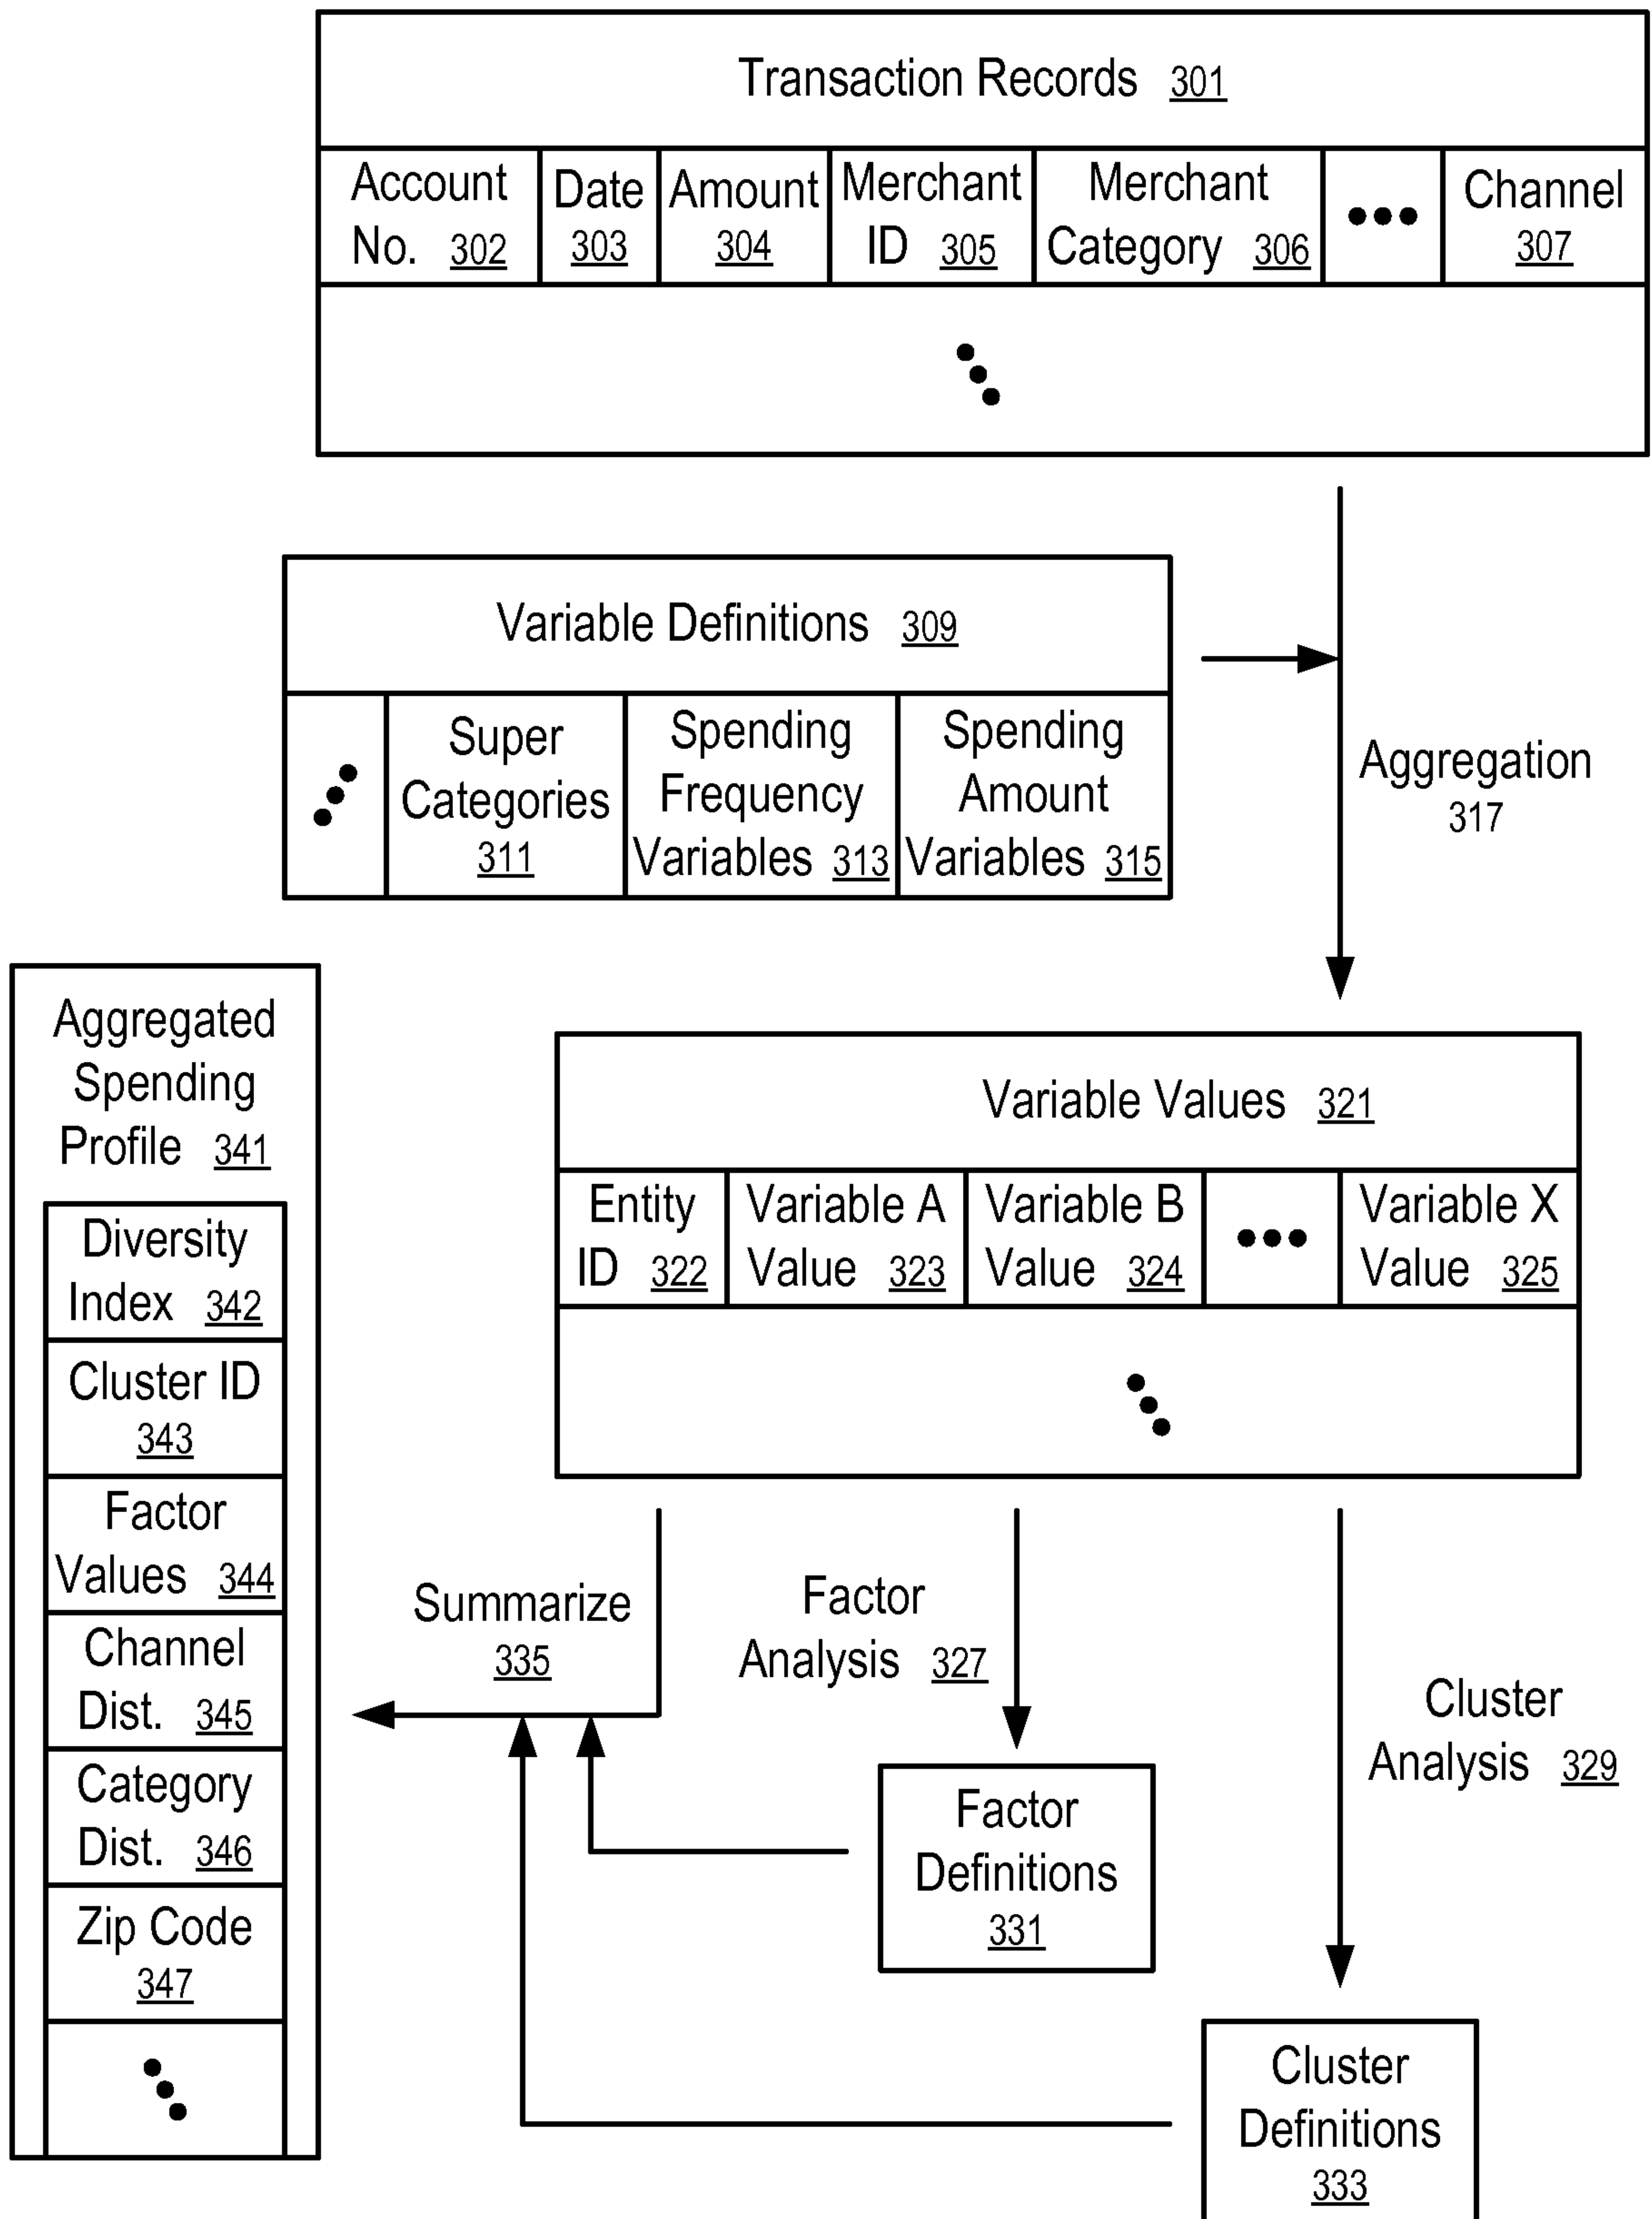 Transaction Records 301
Account
No. 302
Date
303
Amount
304
Merchant
ID 305
Merchant
Category 306
Channel
307
Variable Definitions 309
Super
Categories
311
Spending
Frequency
Variables 313
Spending
Amount
Variables 315
Aggregation
317
Variable Values 321
Entity
ID 322
Variable A
Value 323
Variable B
Value 324
Variable X
Value 325
Aggregated
Spending
Profile 341
Diversity
Index 342
Cluster ID
343
Factor
Values 344
Channel
Dist. 345
Category
Dist. 346
Zip Code
347
Summarize
335
Factor
Analysis 327
Cluster
Analysis 329
Factor
Definitions
331
Cluster
Definitions
333